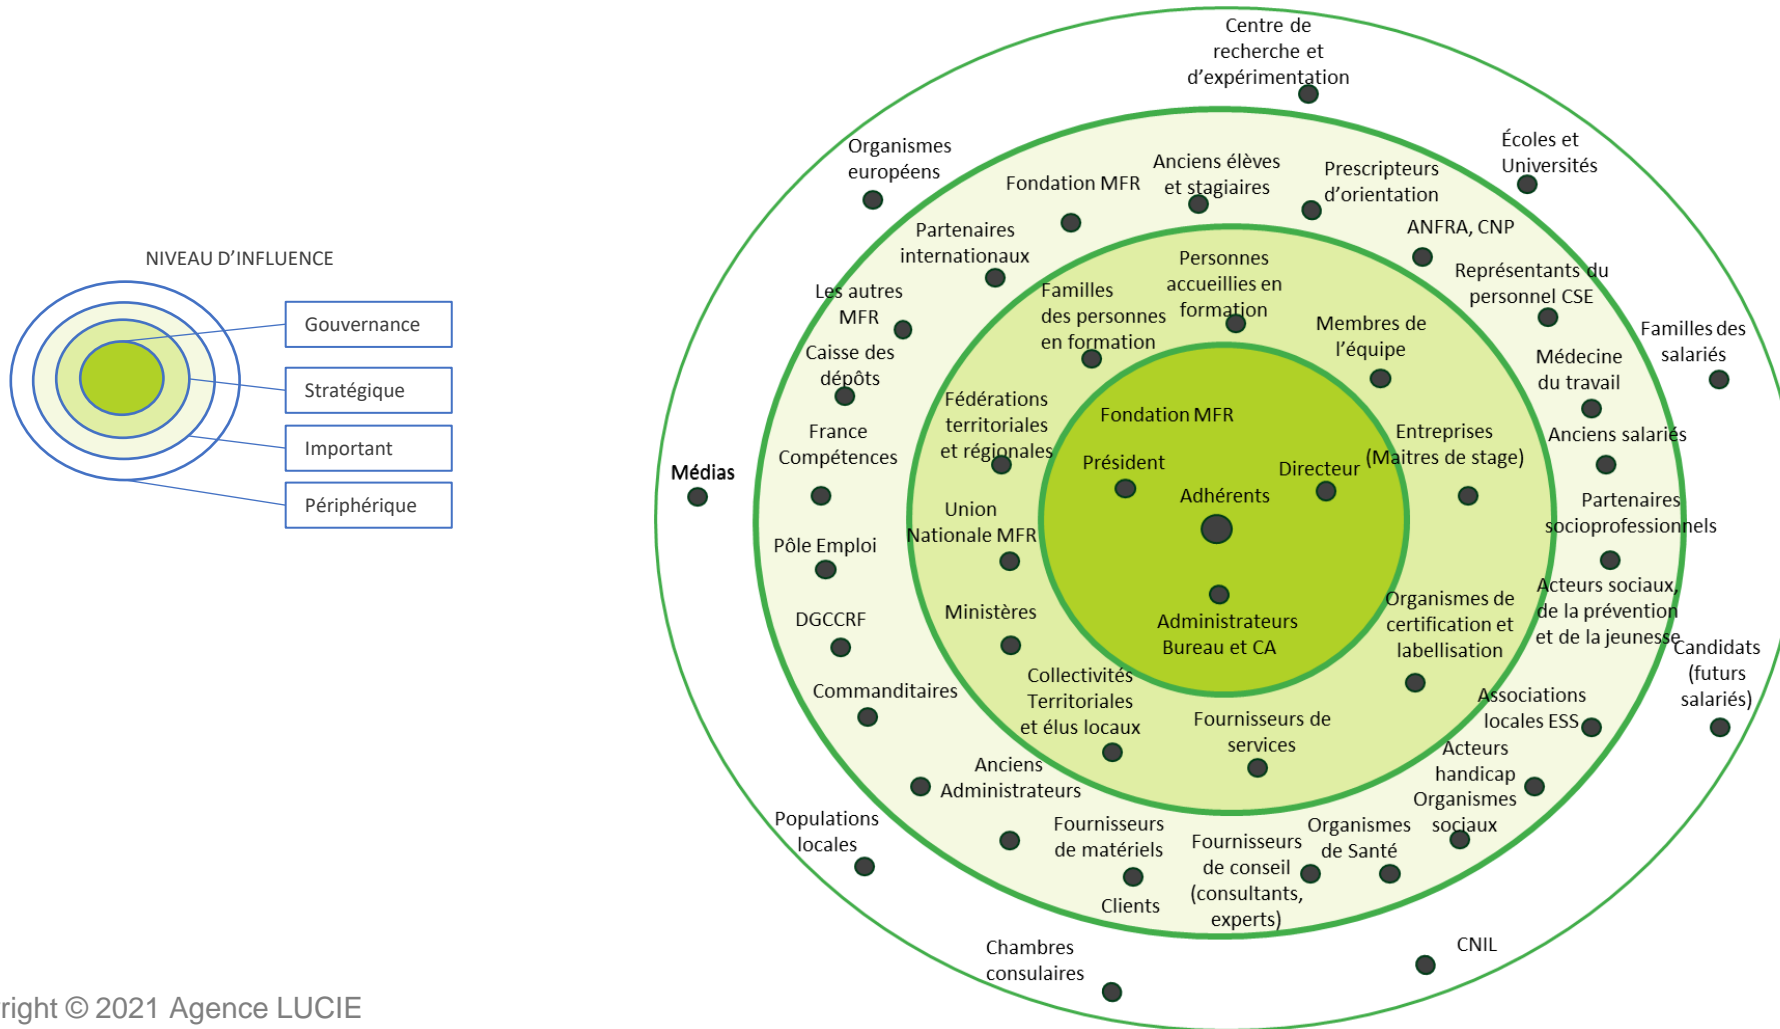 NIVEAU D'INFLUENCE
Gouvernance
Stratégique
Important
Périphérique
Centre de
recherche et
d'expérimentation
Organismes
européens
Écoles et
Universités
Fondation MFR
Anciens élèves
et stagiaires
Prescripteurs
d'orientation
Partenaires
internationaux
ANFRA, CNP
Les autres
MFR
Représentants du
personnel CSE
Familles
des personnes
en formation
Personnes
accueillies en
formation
Membres de
l'équipe
Familles des
salariés
Caisse des
dépôts
Médecine
du travail
Fédérations
territoriales
et régionales
Fondation MFR
France
Compétences
Entreprises
(Maitres de stage)
Anciens salariés
Médias
Président
Directeur
Adhérents
Union
Nationale MFR
Partenaires
socioprofessionnels
Pôle Emploi
Acteurs sociaux,
de la prévention
et de la jeunesse
DGCCRF
Ministères
Administrateurs
Bureau et CA
Organismes de
certification et
labellisation
Candidats
(futurs
salariés)
Commanditaires
Collectivités
Territoriales
et élus locaux
Fournisseurs de
services
Associations
locales ESS
Anciens
Administrateurs
Acteurs
handicap
Organismes
sociaux
Populations
locales
Fournisseurs
de matériels
Fournisseurs
de conseil
(consultants,
experts)
Organismes
de Santé
Clients
Chambres
consulaires
CNIL
right © 2021 Agence LUCIE